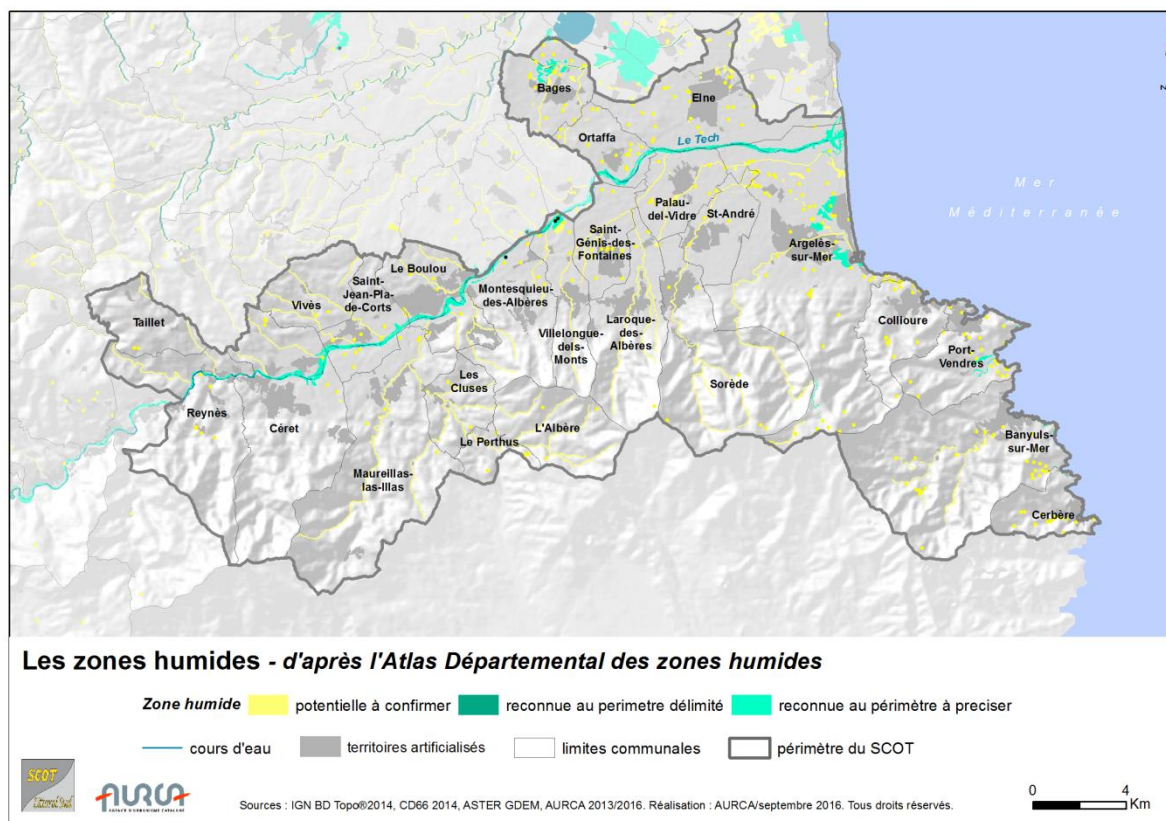 Bages
Elne
Ortaffa
Le Tech
Mer
Méditerranée
Palau-
del-Vidre
St-André
Saint-
Génis-des-
Fontaines
Argelès-
sur-Mer
Le Boulou
Saint-
Jean-Pla-
de-Corts
Montesquieu-
des-Albères
Vivès
Taillet
Laroque-
des-
Albères
Villelongue-
dels-
Monts
Collioure
Port-
Vendres
Les
Cluses
Sorède
Reynès
Céret
L'Albère
Le Perthus
Banyuls-
sur-Mer
Maureillas-
las-Illas
Cerbère
Les zones humides - d'après l'Atlas Départemental des zones humides
Zone humide potentielle à confirmer reconnue au perimetre délimité reconnue au périmètre à preciser
cours d'eau territoires artificialisés limites communales périmètre du SCOT
SCOT
Littoral Sud
AURCA
AGENCE D'URBANISME CATALANE
Sources : IGN BD Topo®2014, CD66 2014, ASTER GDEM, AURCA 2013/2016. Réalisation : AURCA/septembre 2016. Tous droits réservés.
0 4
Km